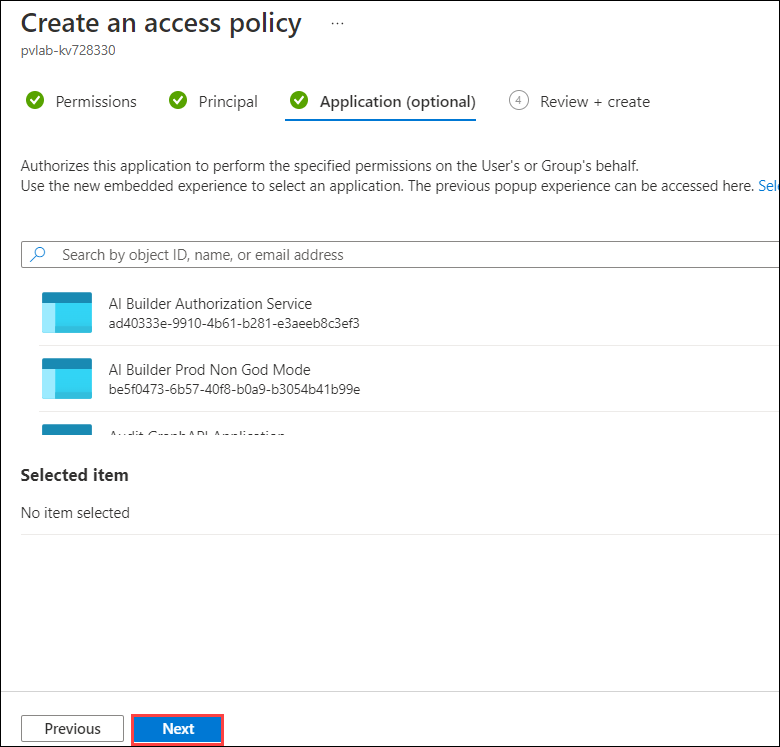 Create an access policy ...
pvlab-kv728330
Permissions Principal Application (optional) 4 Review + create
Authorizes this application to perform the specified permissions on the User's or Group's behalf.
Use the new embedded experience to select an application. The previous popup experience can be accessed here. Sele
Search by object ID, name, or email address
AI Builder Authorization Service
ad40333e-9910-4b61-b281-e3aeeb8c3ef3
AI Builder Prod Non God Mode
be5f0473-6b57-40f8-b0a9-b3054b41b99e
Audit GraphAPI Application
Selected item
No item selected
Previous Next